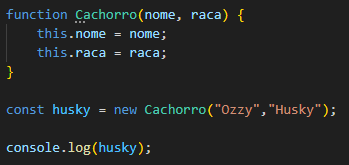 function Cachorro(nome, raca) {
    this.nome = nome;
    this.raca = raca;
}
const husky = new Cachorro("Ozzy","Husky");
console.log(husky);